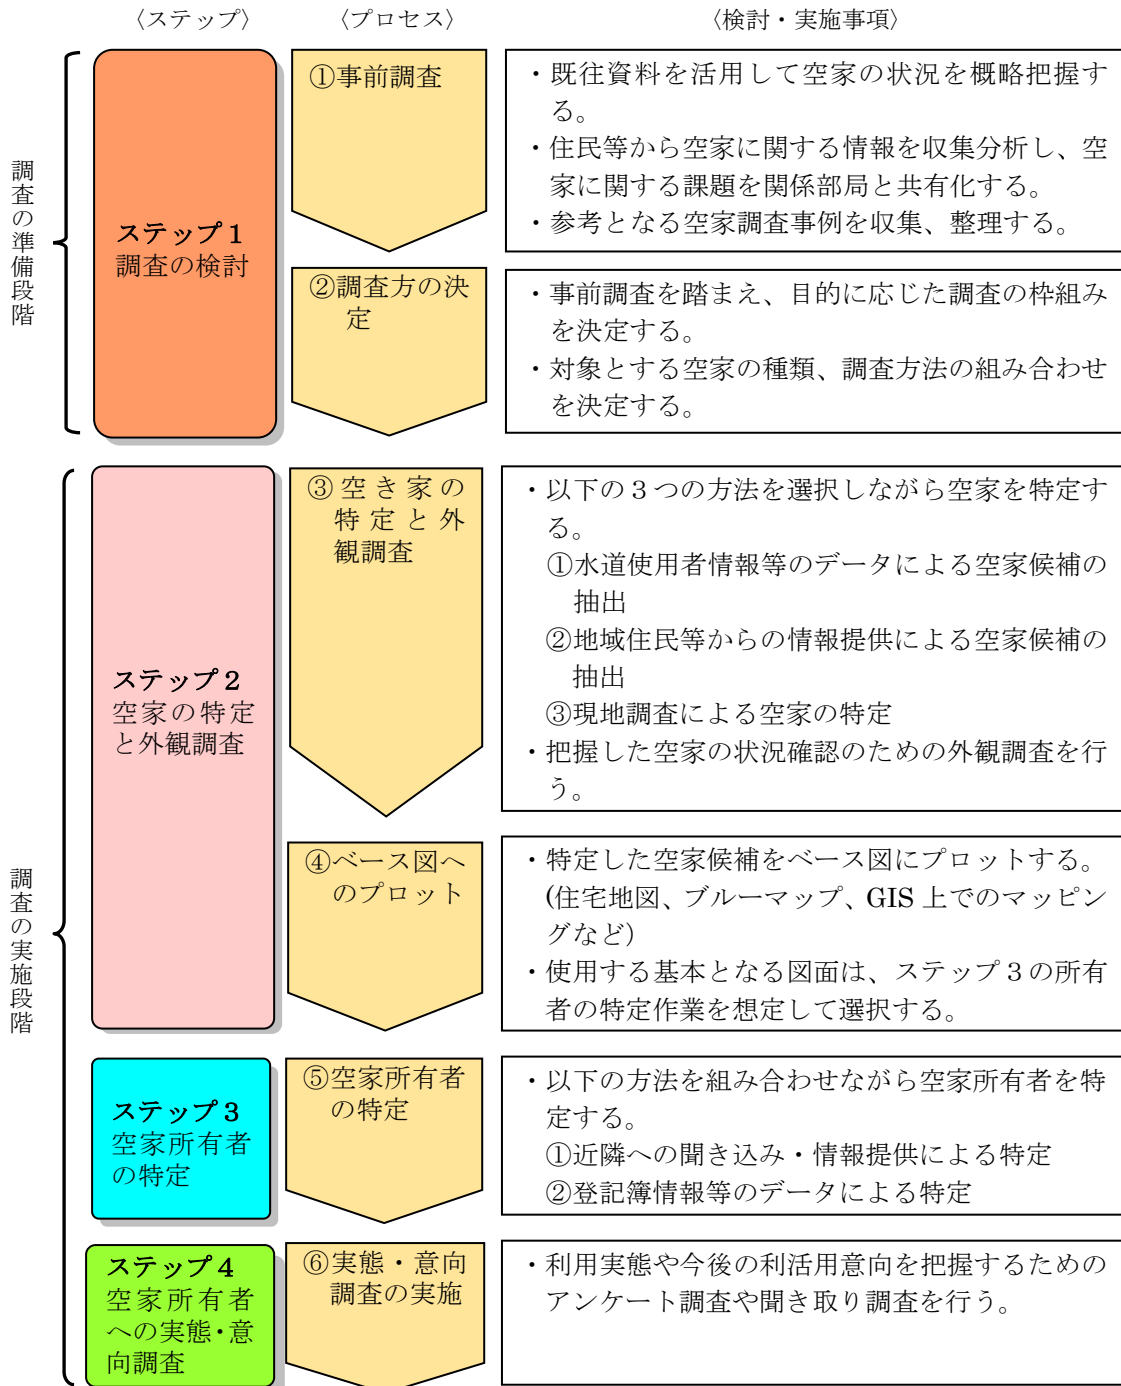 〈ステップ〉
〈プロセス〉
〈検討・実施事項〉
調査の準備段階
ステップ１
調査の検討
①事前調査
・既往資料を活用して空家の状況を概略把握す
る。
・住民等から空家に関する情報を収集分析し、空
家に関する課題を関係部局と共有化する。
・参考となる空家調査事例を収集、整理する。
②調査方の決
定
・事前調査を踏まえ、目的に応じた調査の枠組み
を決定する。
・対象とする空家の種類、調査方法の組み合わせ
を決定する。
調査の実施段階
ステップ２
空家の特定
と外観調査
③空き家の
特定と外
観調査
・以下の３つの方法を選択しながら空家を特定す
る。
①水道使用者情報等のデータによる空家候補の
抽出
②地域住民等からの情報提供による空家候補の
抽出
③現地調査による空家の特定
・把握した空家の状況確認のための外観調査を行
う。
④ベース図へ
のプロット
・特定した空家候補をベース図にプロットする。
(住宅地図、ブルーマップ、GIS 上でのマッピン
グなど）
・使用する基本となる図面は、ステップ３の所有
者の特定作業を想定して選択する。
ステップ３
空家所有者
の特定
⑤空家所有者
の特定
・以下の方法を組み合わせながら空家所有者を特
定する。
①近隣への聞き込み・情報提供による特定
②登記簿情報等のデータによる特定
ステップ４
空家所有者
への実態・意
向調査
⑥実態・意向
調査の実施
・利用実態や今後の利活用意向を把握するための
アンケート調査や聞き取り調査を行う。